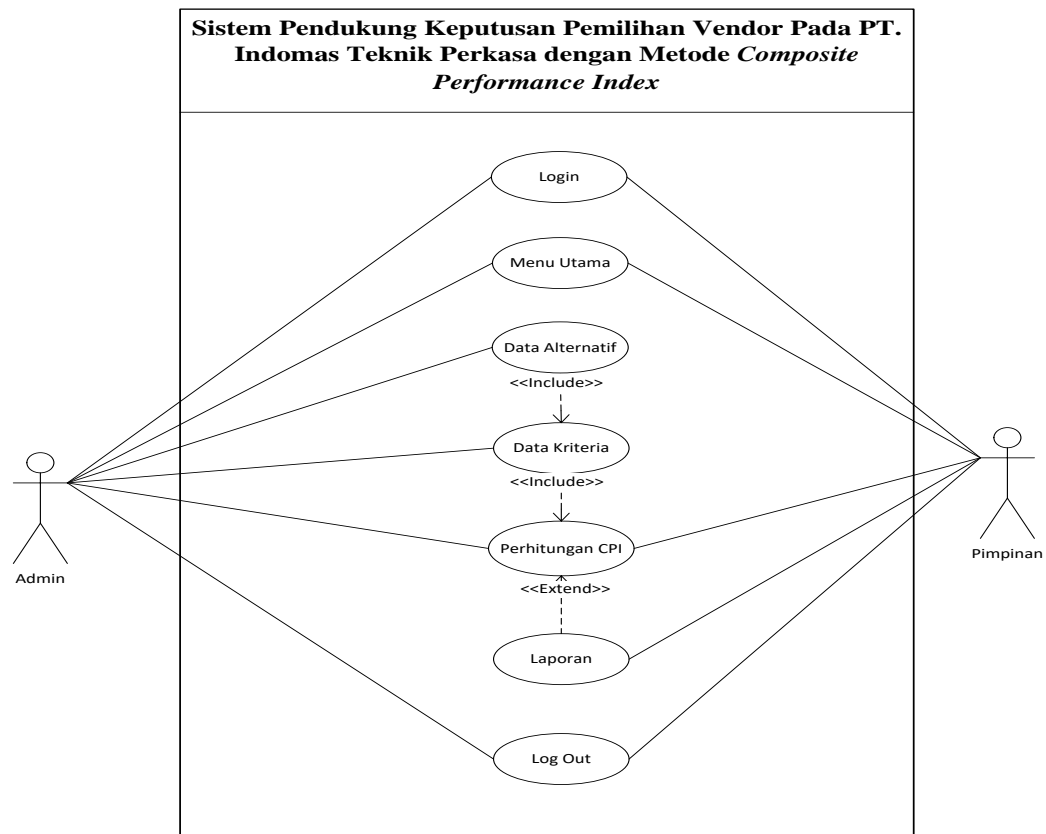 Sistem Pendukung Keputusan Pemilihan Vendor Pada PT.
Indomas Teknik Perkasa dengan Metode Composite
Performance Index
Login
Menu Utama
Data Alternatif
<<Include>>
Data Kriteria
<<Include>>
Perhitungan CPI
<<Extend>>
Laporan
Log Out
Admin
Pimpinan